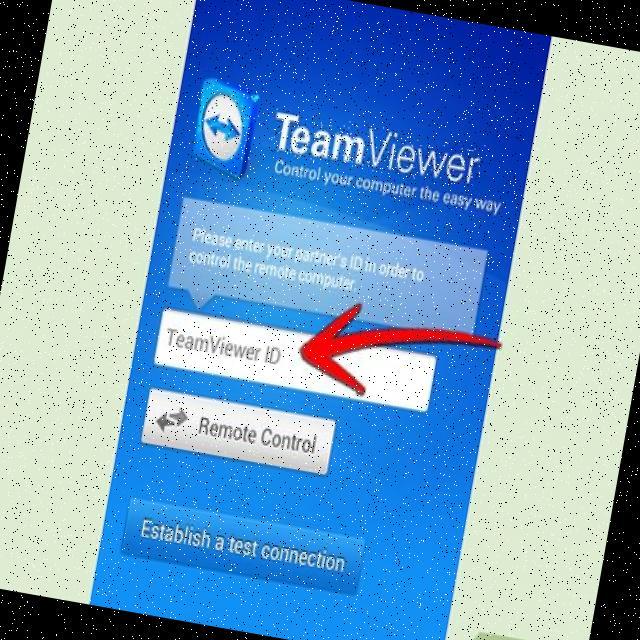 TeamViewer
Control your computer the easy way
Please enter your partner's ID in order to
control the remote computer.
TeamViewer ID
Remote Control
Establish a test connection